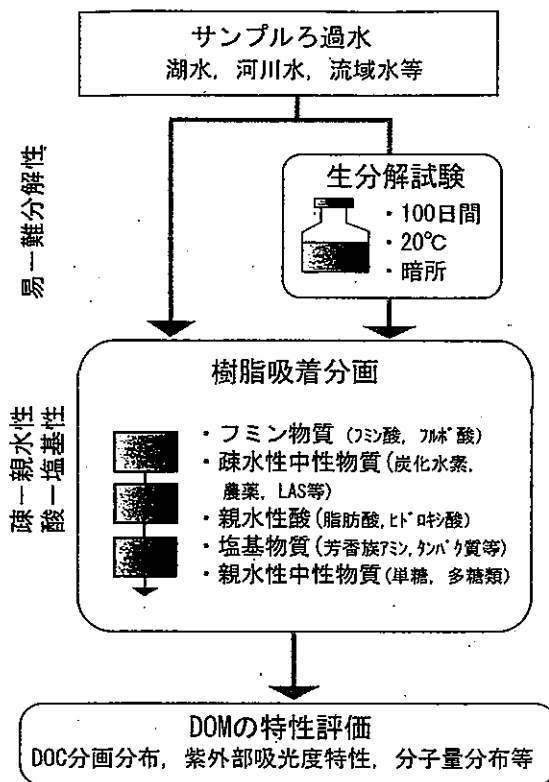 サンプルろ過水
湖水, 河川水, 流域水等
易ー難分解性
生分解試験
・100日間
・20℃
・暗所
疎ー親水性
酸ー塩基性
樹脂吸着分画
・フミン物質 (フミン酸, フルボ酸)
・疎水性中性物質(炭化水素,
農薬, LAS等)
・親水性酸(脂肪酸, ヒドロキシ酸)
・塩基物質(芳香族アミン, タンパク質等)
・親水性中性物質(単糖, 多糖類)
DOMの特性評価
DOC分画分布, 紫外部吸光度特性, 分子量分布等